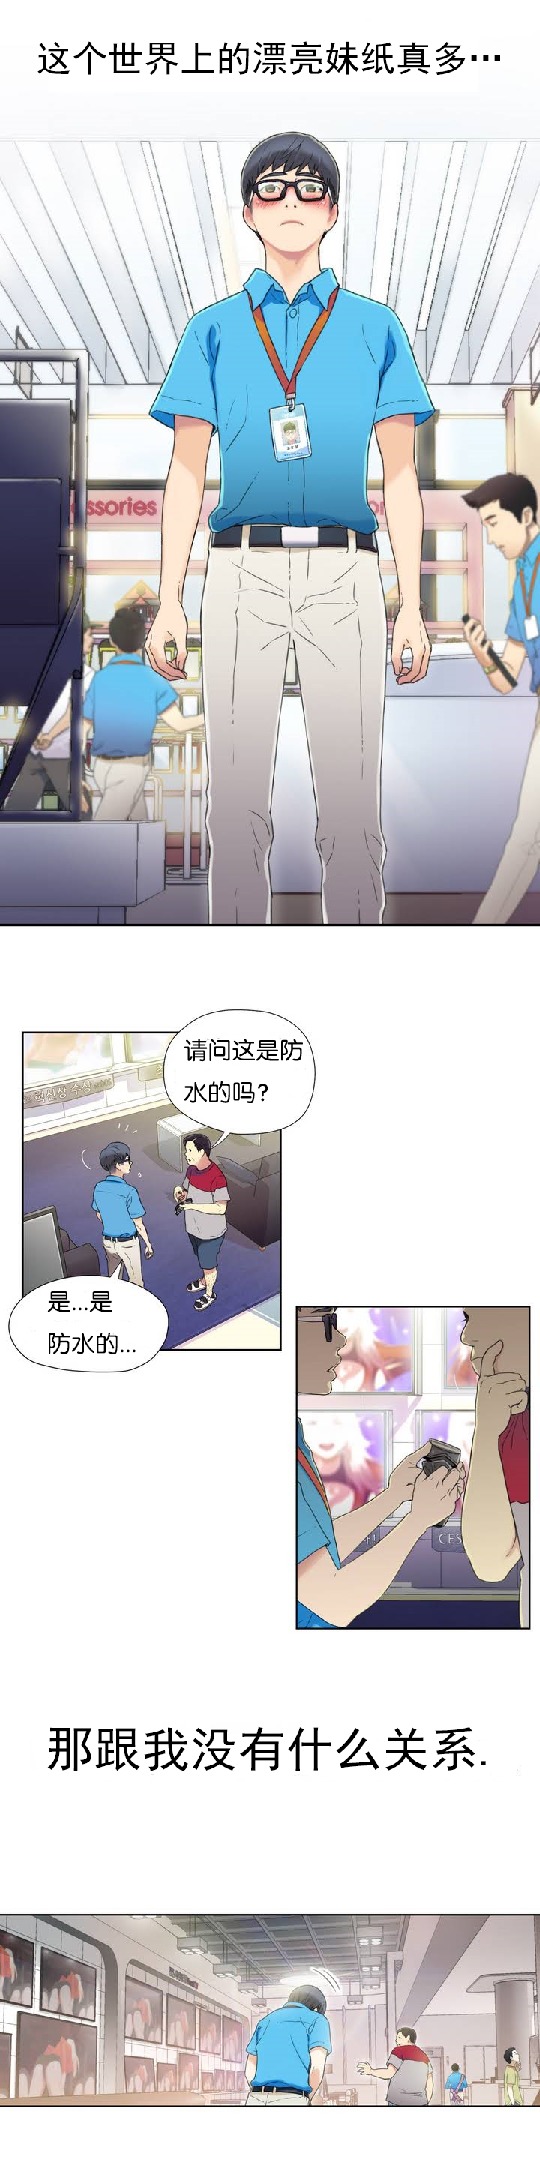 这个世界上的漂亮妹纸真多…
essories
请问这是防
水的吗?
是...是
防水的...
那跟我没有什么关系.